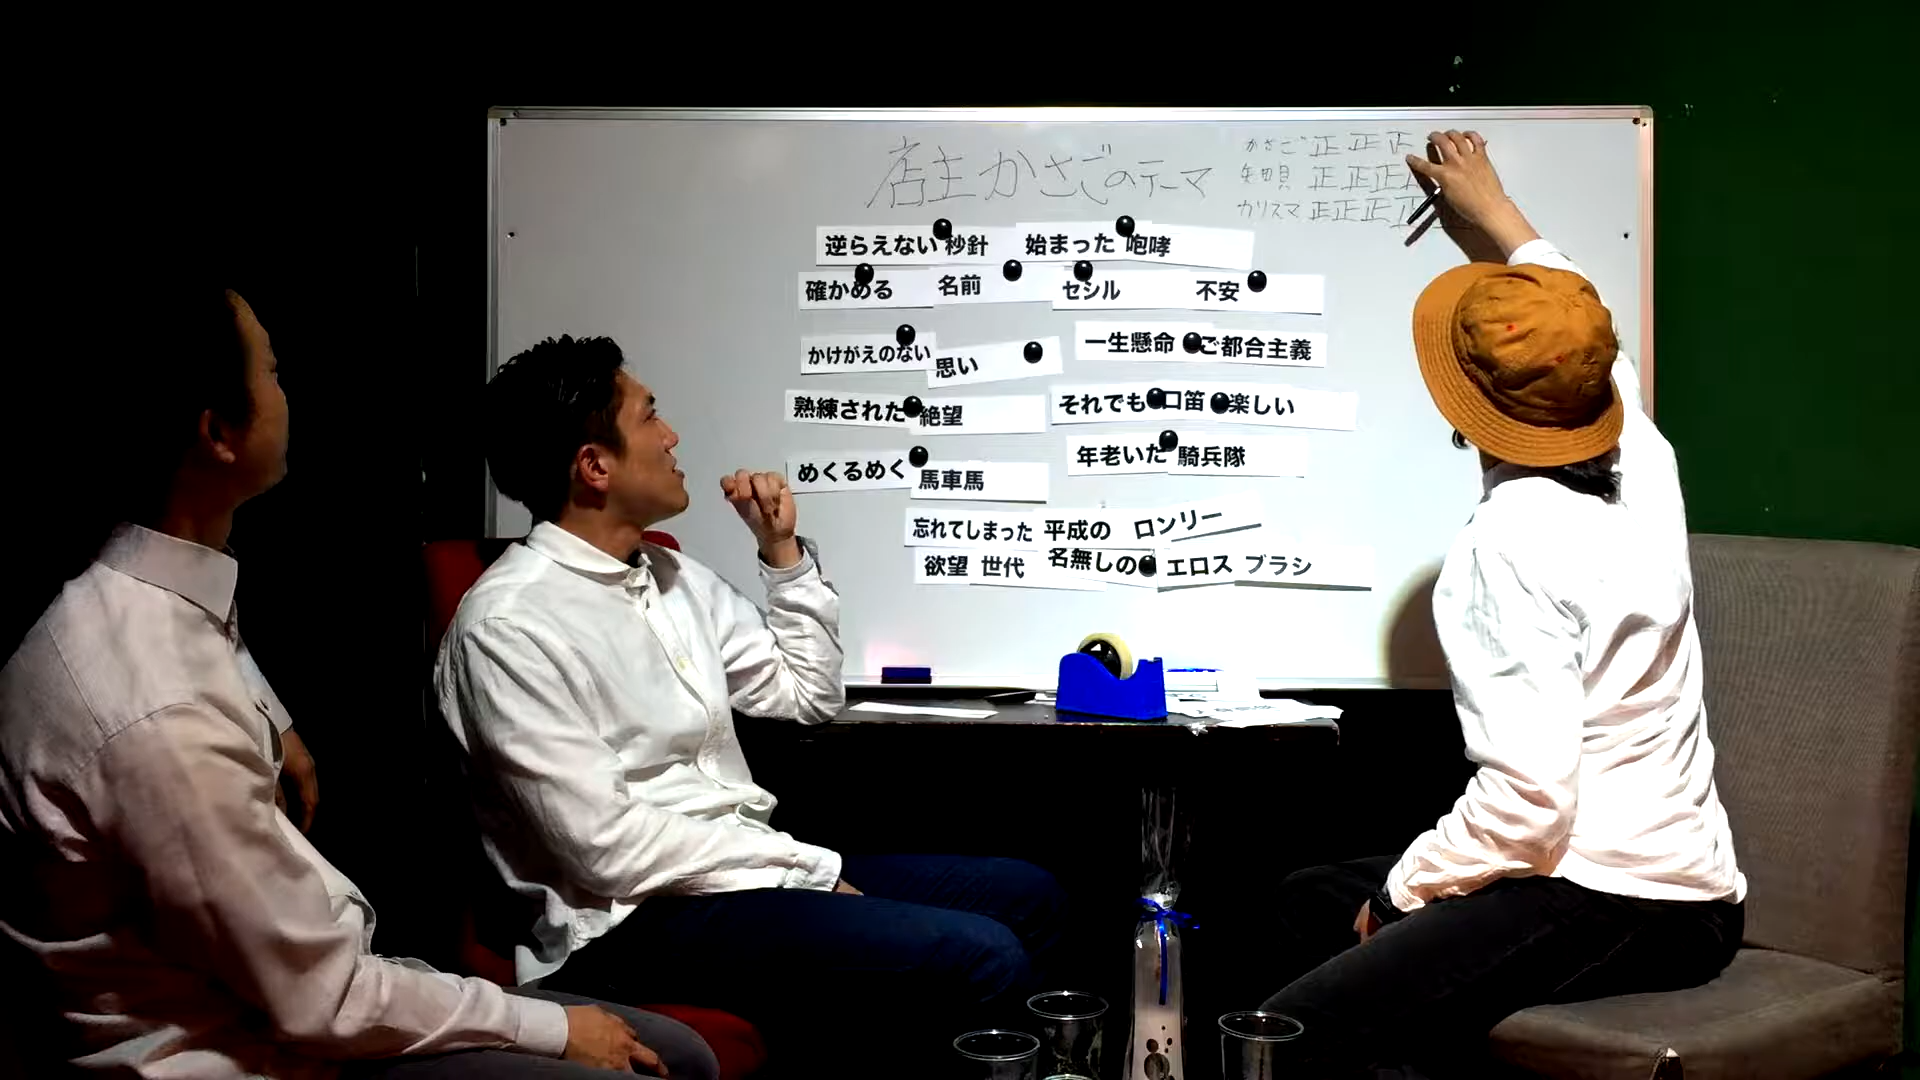 店主かさごのテーマ
かさご 正正正
矢田貝 正正正
カリスマ 正正正正
逆らえない 秒針 始まった 咆哮
確かめる 名前 セシル 不安
かけがえのない 思い 一生懸命 ご都合主義
熟練された 絶望 それでも 口笛 楽しい
めくるめく 馬車馬 年老いた 騎兵隊
忘れてしまった 平成の ロンリー
欲望 世代 名無しの エロス ブラシ